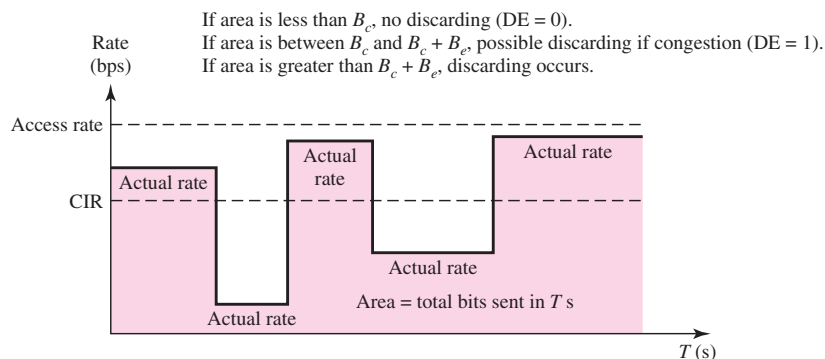 If area is less than Bc, no discarding (DE = 0).
If area is between Bc and Bc + Be, possible discarding if congestion (DE = 1).
If area is greater than Bc + Be, discarding occurs.
Rate
(bps)
Access rate
Actual rate
Actual
rate
Actual rate
Actual rate
CIR
Actual rate
Area = total bits sent in T s
Actual rate
T (s)